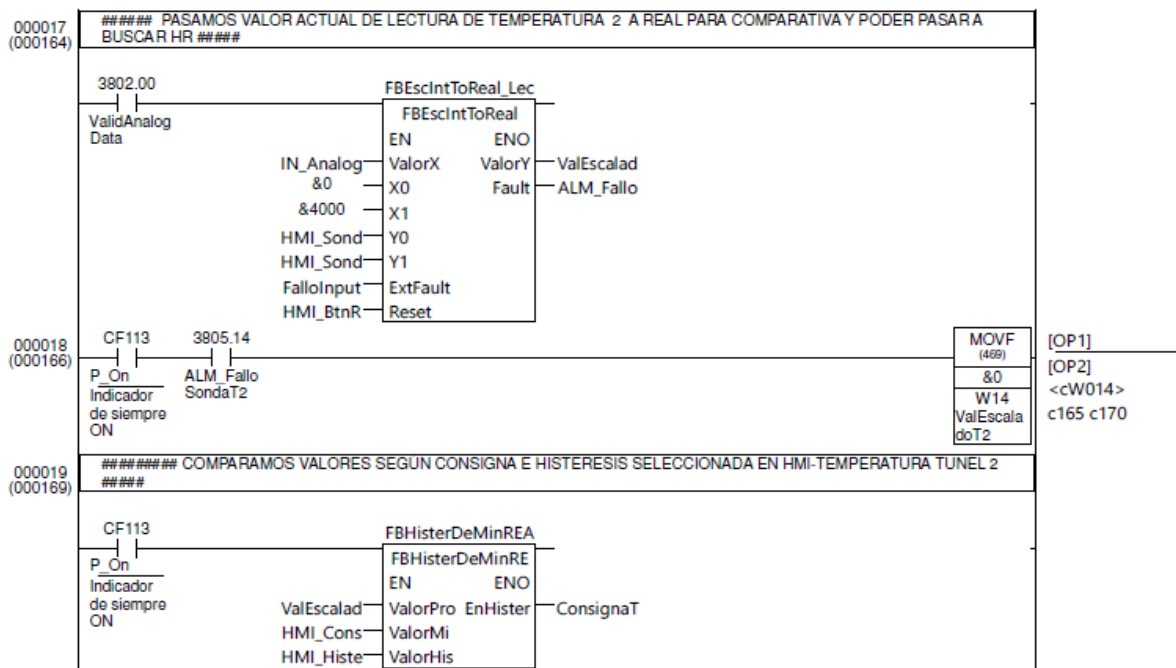 000017
(000164)
###### PASAMOS VALOR ACTUAL DE LECTURA DE TEMPERATURA 2 A REAL PARA COMPARATIVA Y PODER PASAR A
BUSCAR HR #####
3802.00
ValidAnalog
Data
FBEscIntToReal_Lec
FBEscIntToReal
EN ENO
IN_Analog ValorX ValorY ValEscalad
&0 X0 Fault ALM_Fallo
&4000 X1
HMI_Sond Y0
HMI_Sond Y1
FalloInput ExtFault
HMI_BtnR Reset
000018
(000166)
CF113 3805.14
P_On ALM_Fallo
Indicador SondaT2
de siempre
ON
MOVF
(469)
&0
W14
ValEscala
doT2
[OP1]
[OP2]
<cW014>
c165 c170
000019
(000169)
######### COMPARAMOS VALORES SEGUN CONSIGNA E HISTERESIS SELECCIONADA EN HMI-TEMPERATURA TUNEL 2
#####
CF113
P_On
Indicador
de siempre
ON
FBHisterDeMinREA
FBHisterDeMinRE
EN ENO
ValEscalad ValorPro EnHister ConsignaT
HMI_Cons ValorMi
HMI_Histe ValorHis